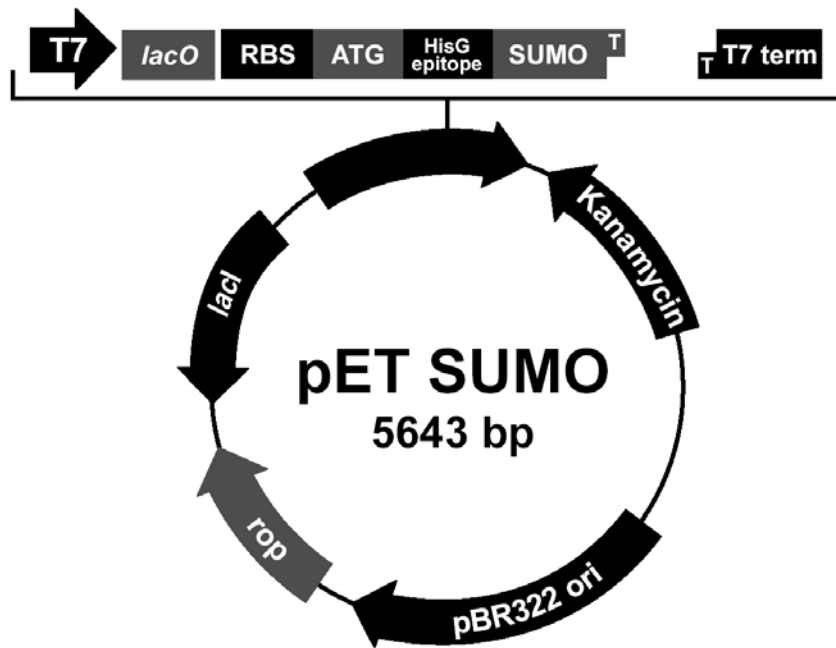 T7 lacO RBS ATG HisG SUMO T T T7 term
epitope
Kanamycin
lacI
pET SUMO
5643 bp
rop
pBR322 ori